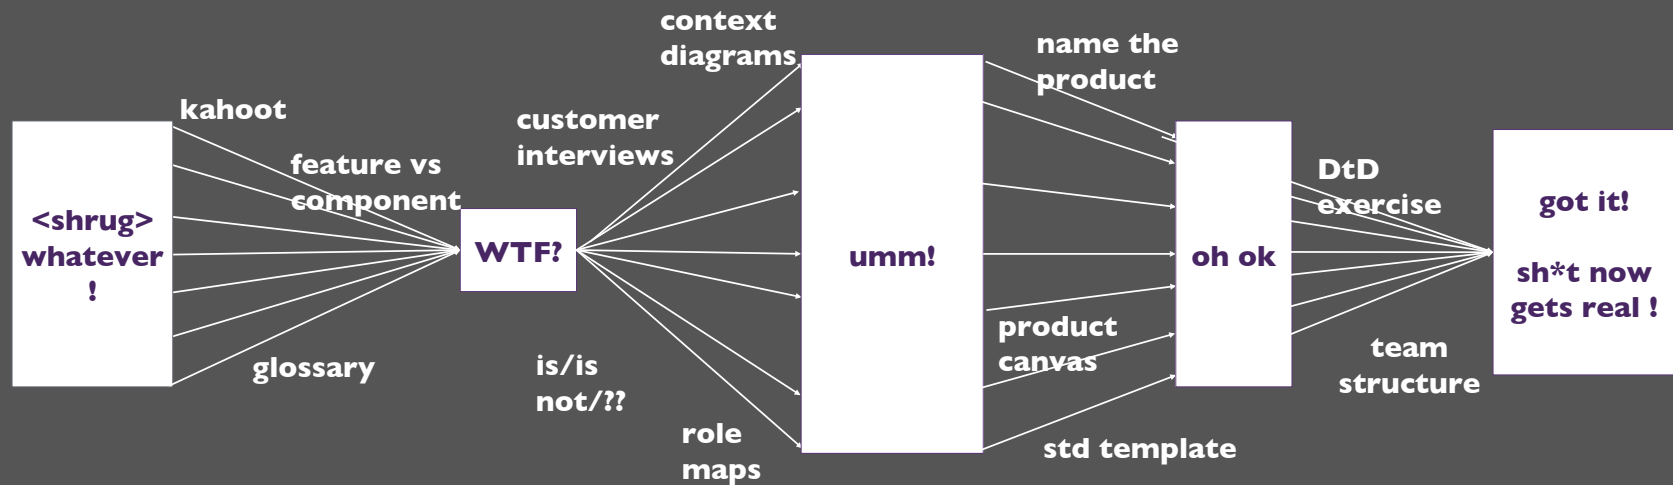 <shrug>
whatever
!
kahoot
feature vs
component
glossary
WTF?
customer
interviews
context
diagrams
is/is
not/??
role
maps
umm!
name the
product
product
canvas
std template
oh ok
DtD
exercise
team
structure
got it!
sh*t now
gets real !